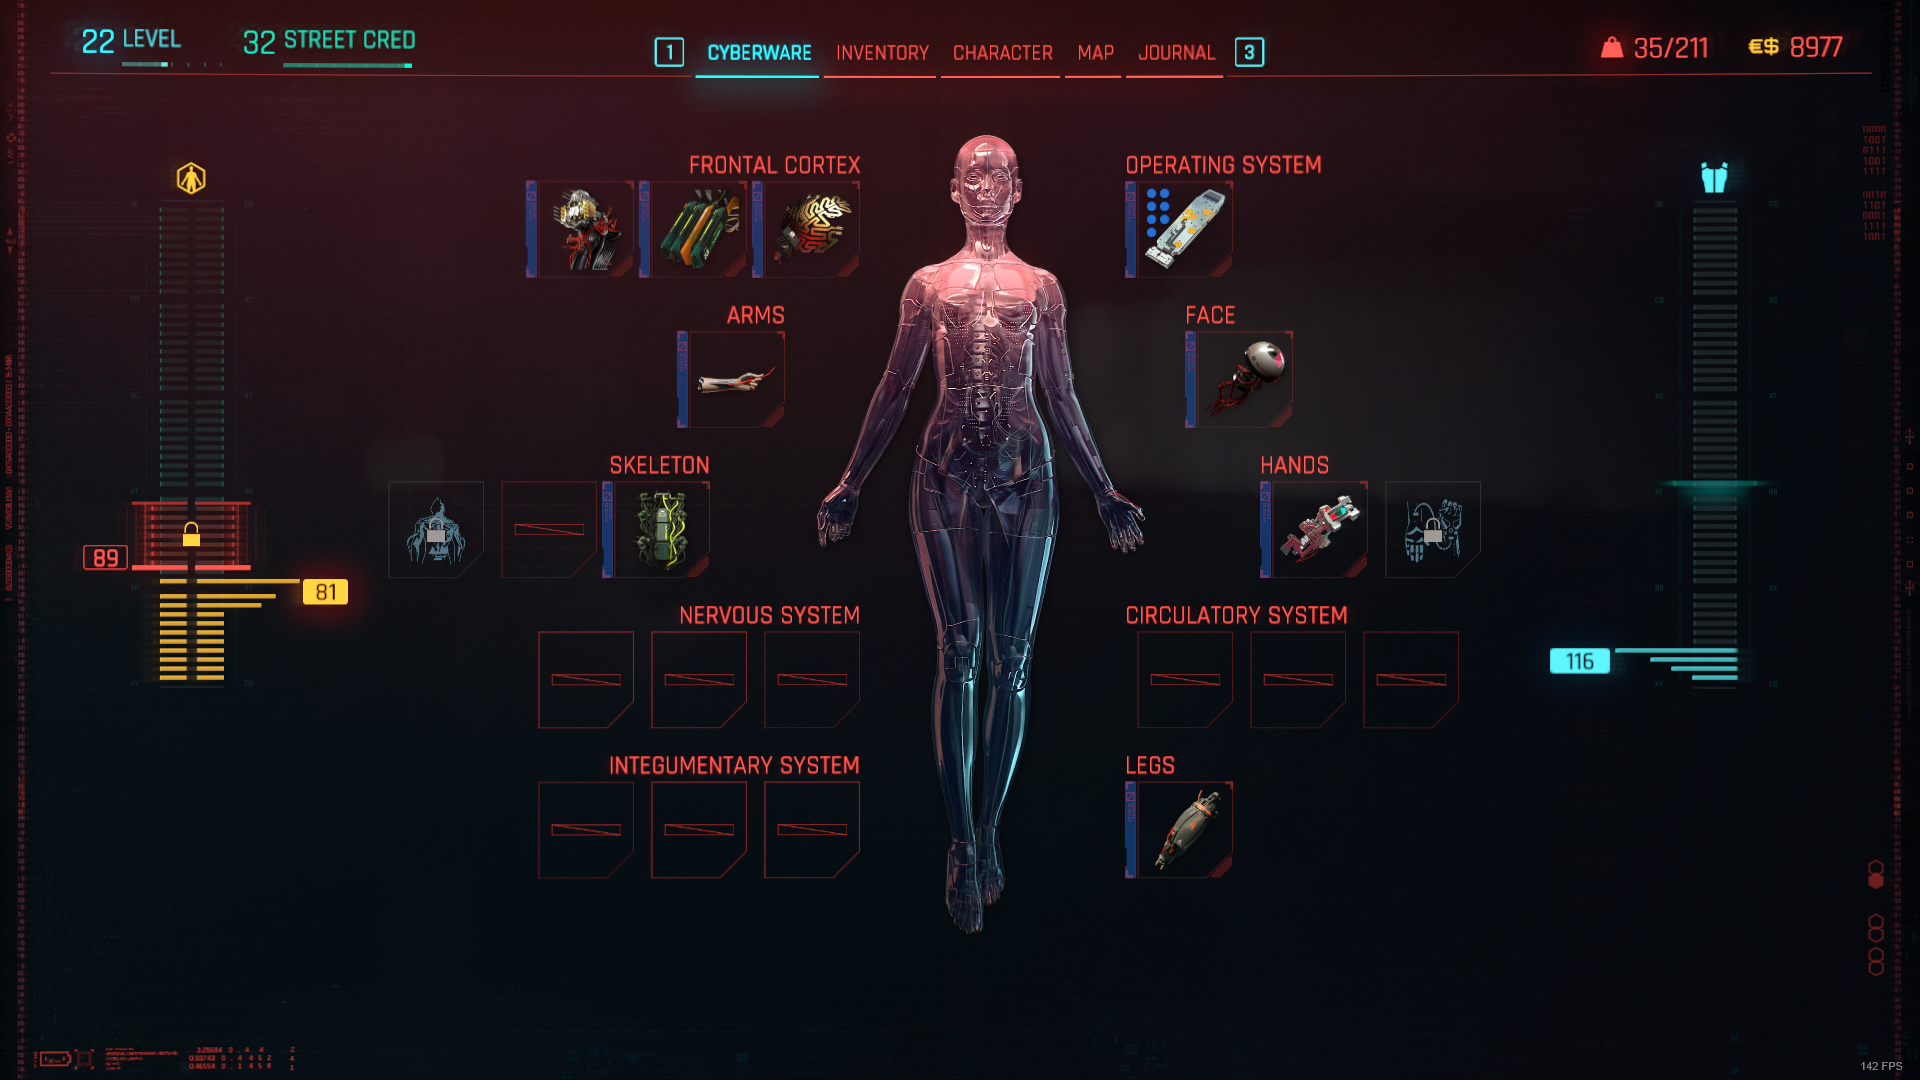 22 LEVEL
32 STREET CRED
1 CYBERWARE INVENTORY CHARACTER MAP JOURNAL 3
35/211
€$ 8977
FRONTAL CORTEX
OPERATING SYSTEM
ARMS
FACE
SKELETON
HANDS
89
81
NERVOUS SYSTEM
CIRCULATORY SYSTEM
116
INTEGUMENTARY SYSTEM
LEGS
142 FPS